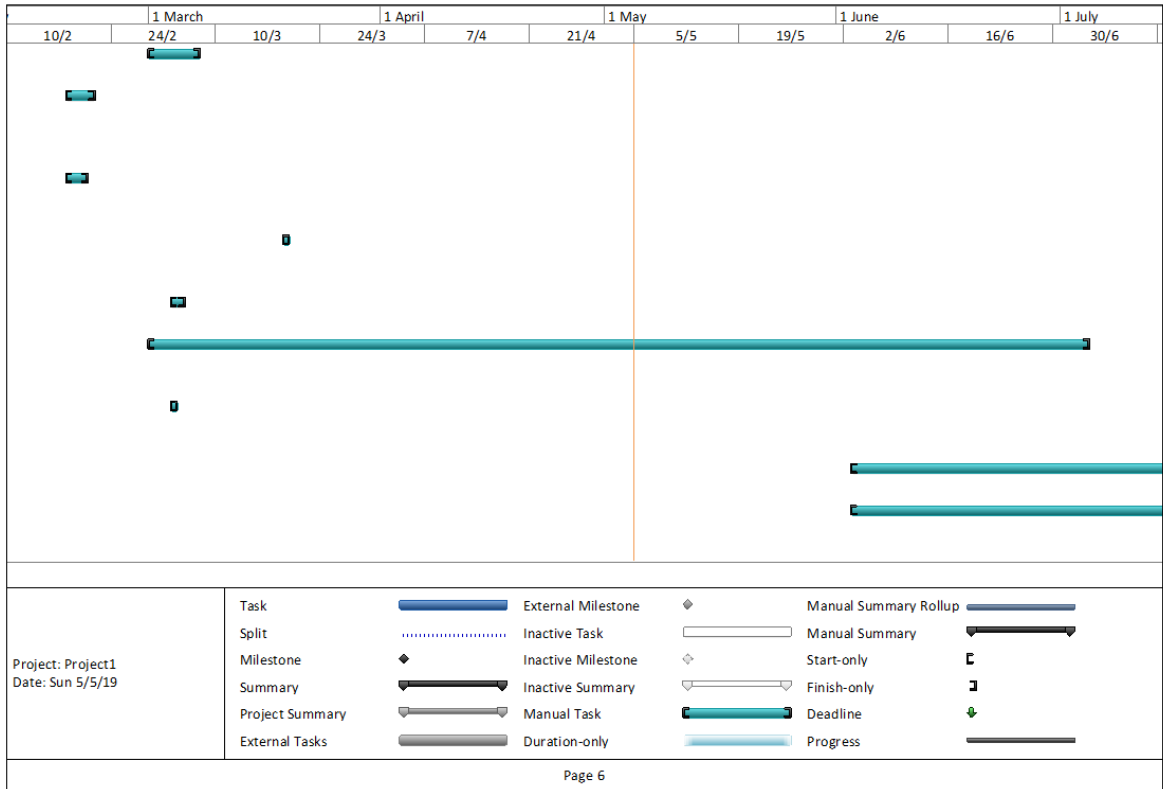 1 March 1 April 1 May 1 June 1 July
10/2 24/2 10/3 24/3 7/4 21/4 5/5 19/5 2/6 16/6 30/6
Task External Milestone Manual Summary Rollup
Split Inactive Task Manual Summary
Project: Project1 Milestone Inactive Milestone Start-only
Date: Sun 5/5/19 Summary Inactive Summary Finish-only
Project Summary Manual Task Deadline
External Tasks Duration-only Progress
Page 6